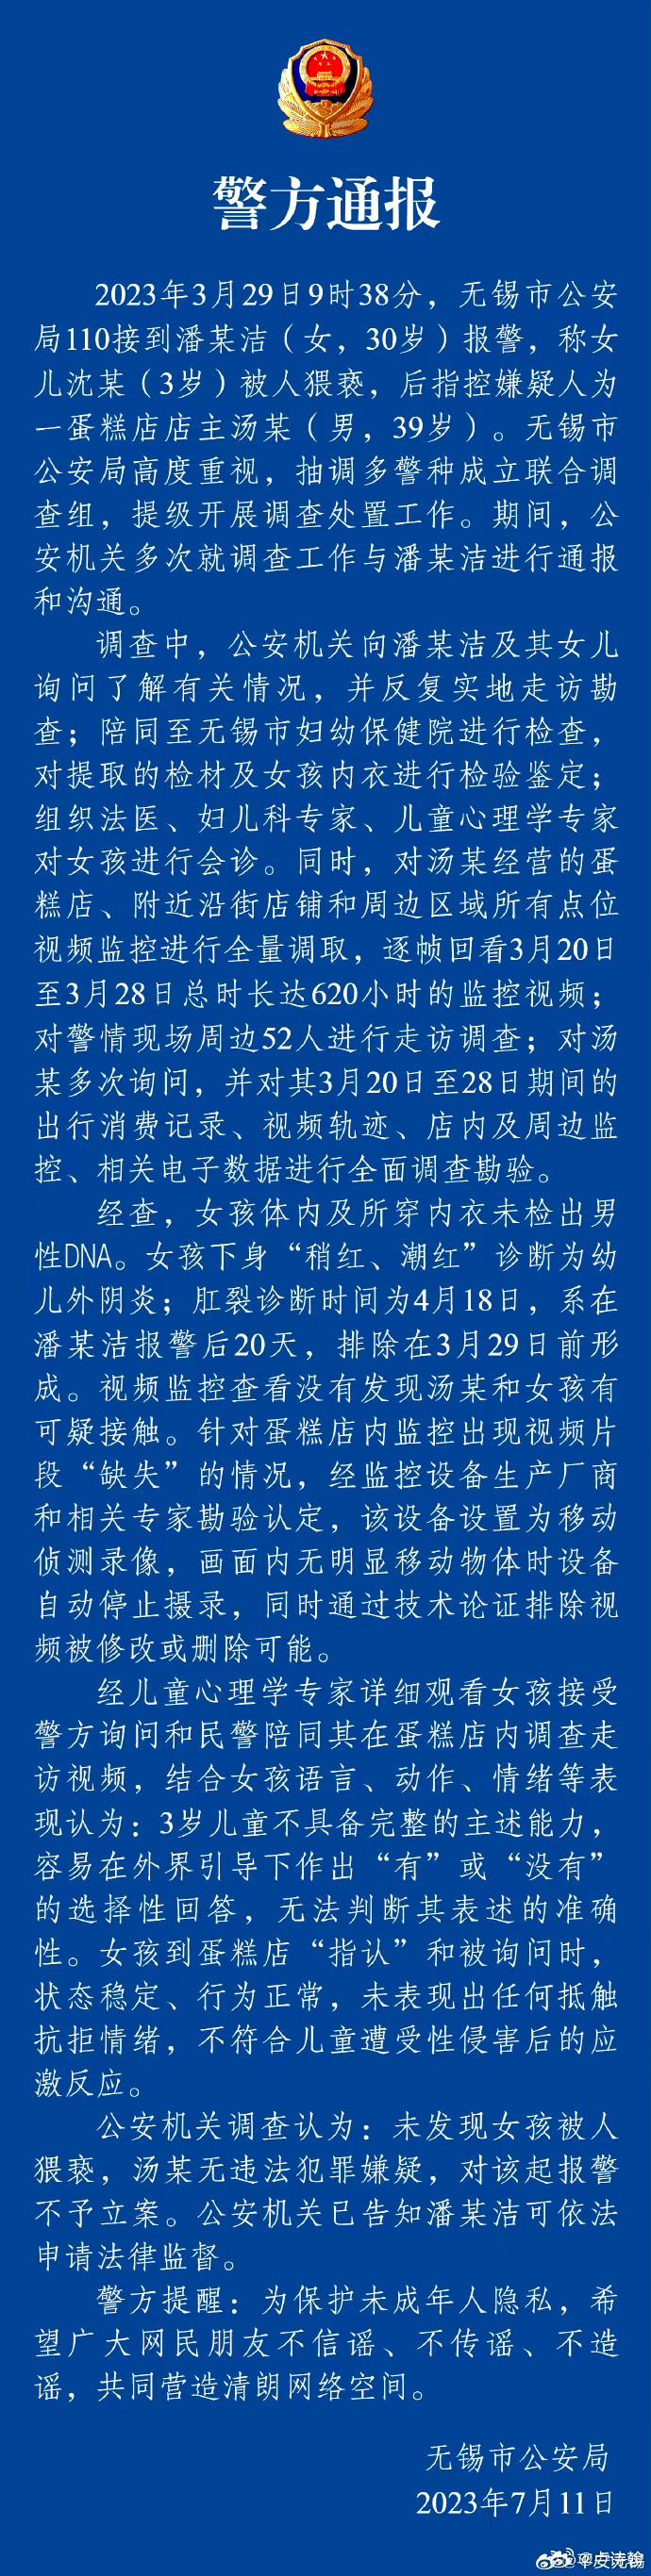 警方通报
2023年3月29日9时38分，无锡市公安
局110接到潘某洁（女，30岁）报警，称女
儿沈某（3岁）被人猥亵，后指控嫌疑人为
一蛋糕店店主汤某（男，39岁）。无锡市
公安局高度重视，抽调多警种成立联合调
查组，提级开展调查处置工作。期间，公
安机关多次就调查工作与潘某洁进行通报
和沟通。
调查中，公安机关向潘某洁及其女儿
询问了解有关情况，并反复实地走访勘
查；陪同至无锡市妇幼保健院进行检查，
对提取的检材及女孩内衣进行检验鉴定；
组织法医、妇儿科专家、儿童心理学专家
对女孩进行会诊。同时，对汤某经营的蛋
糕店、附近沿街店铺和周边区域所有点位
视频监控进行全量调取，逐帧回看3月20日
至3月28日总时长达620小时的监控视频；
对警情现场周边52人进行走访调查；对汤
某多次询问，并对其3月20日至28日期间的
出行消费记录、视频轨迹、店内及周边监
控、相关电子数据进行全面调查勘验。
经查，女孩体内及所穿内衣未检出男
性DNA。女孩下身“稍红、潮红”诊断为幼
儿外阴炎；肛裂诊断时间为4月18日，系在
潘某洁报警后20天，排除在3月29日前形
成。视频监控查看没有发现汤某和女孩有
可疑接触。针对蛋糕店内监控出现视频片
段“缺失”的情况，经监控设备生产厂商
和相关专家勘验认定，该设备设置为移动
侦测录像，画面内无明显移动物体时设备
自动停止摄录，同时通过技术论证排除视
频被修改或删除可能。
经儿童心理学专家详细观看女孩接受
警方询问和民警陪同其在蛋糕店内调查走
访视频，结合女孩语言、动作、情绪等表
现认为：3岁儿童不具备完整的主述能力，
容易在外界引导下作出“有”或“没有”
的选择性回答，无法判断其表述的准确
性。女孩到蛋糕店“指认”和被询问时，
状态稳定、行为正常，未表现出任何抵触
抗拒情绪，不符合儿童遭受性侵害后的应
激反应。
公安机关调查认为：未发现女孩被人
猥亵，汤某无违法犯罪嫌疑，对该起报警
不予立案。公安机关已告知潘某洁可依法
申请法律监督。
警方提醒：为保护未成年人隐私，希
望广大网民朋友不信谣、不传谣、不造
谣，共同营造清朗网络空间。
无锡市公安局
2023年7月11日